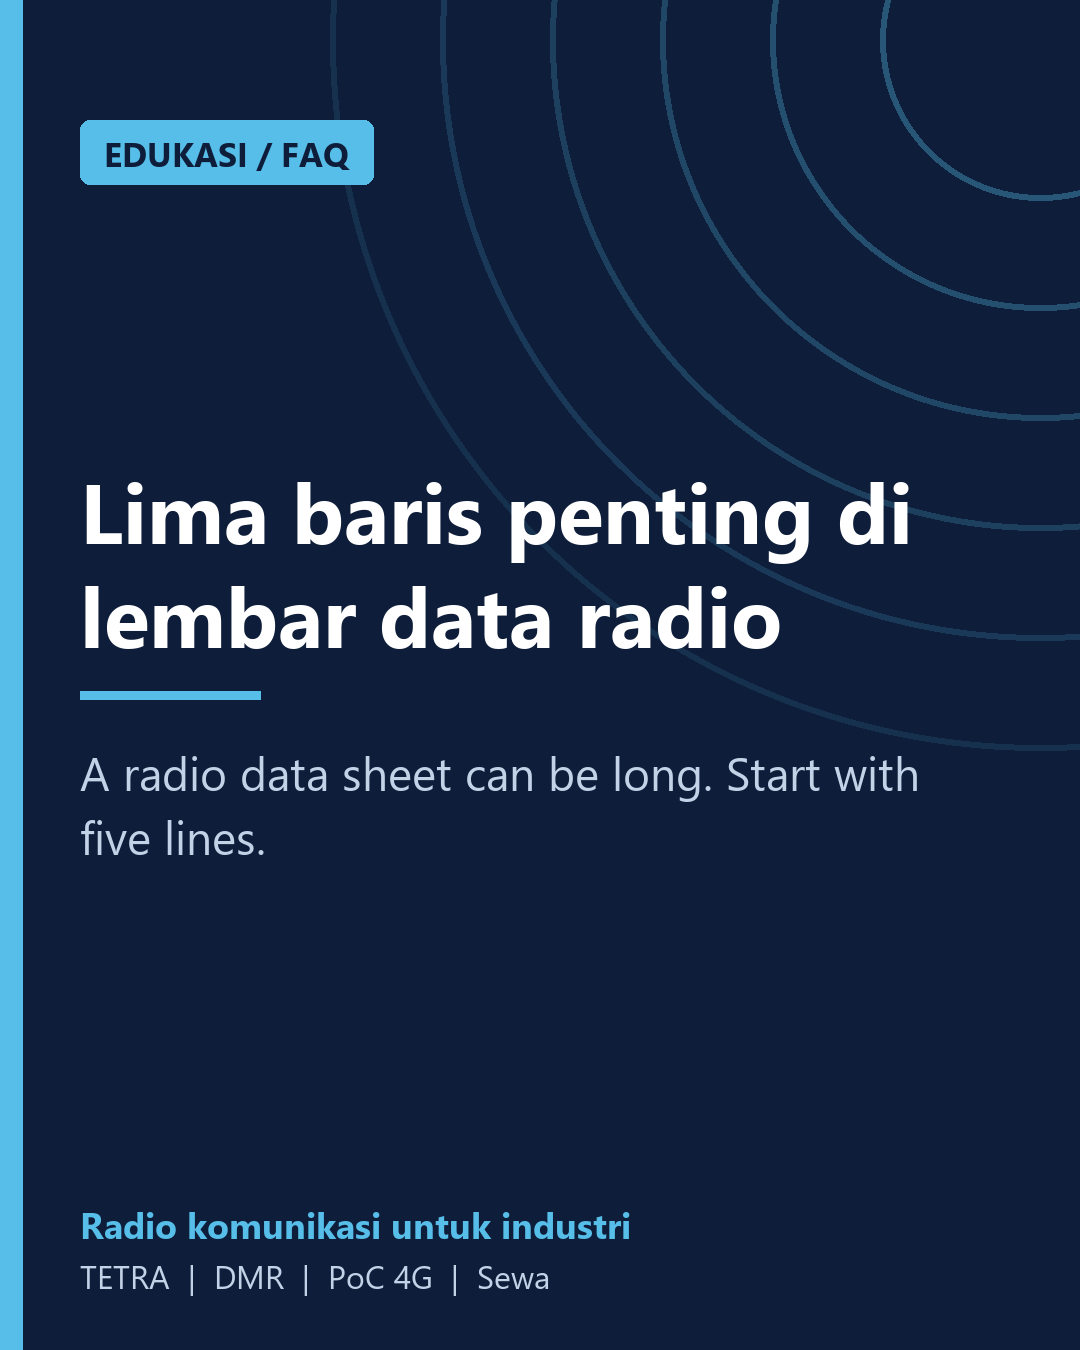 EDUKASI / FAQ
Lima baris penting di
lembar data radio
A radio data sheet can be long. Start with
five lines.
Radio komunikasi untuk industri
TETRA | DMR | PoC 4G | Sewa